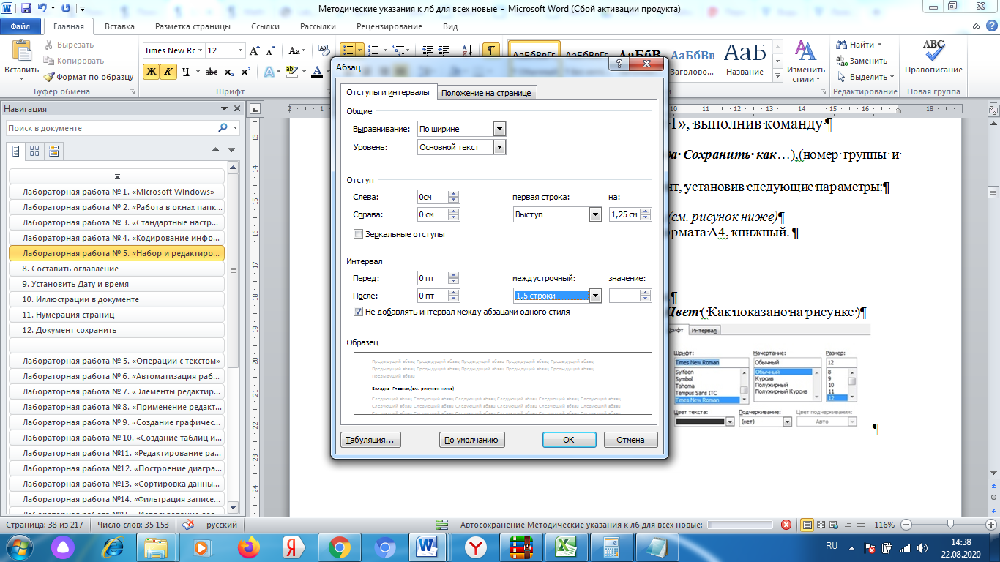 Методические указания к лб для всех новые - Microsoft Word (Сбой активации продукта)
Файл Главная Вставка Разметка страницы Ссылки Рассылки Рецензирование Вид
Вставить
Вырезать
Копировать
Формат по образцу
Буфер обмена
Times New Rc 12
Ж К Ч abc x₂ x² A ab A
Шрифт
АаБбВвГг АаБбВвГг АаБбВ АаБбВв АаБ
Заголово... Название
Изменить стили
Найти
Заменить
Выделить
Редактирование
ABC
Правописание
Новая группа
Навигация
Поиск в документе
Лабораторная работа № 1. «Microsoft Windows»
Лабораторная работа № 2. «Работа в окнах папк...
Лабораторная работа № 3. «Стандартные настр...
Лабораторная работа № 4. «Кодирование инфо...
Лабораторная работа № 5. «Набор и редактиро...
8. Составить оглавление
9. Установить Дату и время
10. Иллюстрации в документе
11. Нумерация страниц
12. Документ сохранить
Лабораторная работа № 5. «Операции с текстом»
Лабораторная работа № 6. «Автоматизация раб...
Лабораторная работа № 7. «Элементы редактир...
Лабораторная работа № 8. «Применение редакт...
Лабораторная работа № 9. «Создание графичес...
Лабораторная работа № 10. «Создание таблиц и...
Лабораторная работа №11. «Редактирование ра...
Лабораторная работа №12. «Построение диагра...
Лабораторная работа №13. «Сортировка данны...
Лабораторная работа №14. «Фильтрация записе...
Абзац
Отступы и интервалы Положение на странице
Общие
Выравнивание: По ширине
Уровень: Основной текст
Отступ
Слева: 0см первая строка: на:
Справа: 0 см Выступ 1,25 см
Зеркальные отступы
Интервал
Перед: 0 пт междустрочный: значение:
После: 0 пт 1,5 строки
Не добавлять интервал между абзацами одного стиля
Образец
Предыдущий абзац Предыдущий абзац Предыдущий абзац Предыдущий абзац Предыдущий абзац
Предыдущий абзац Предыдущий абзац Предыдущий абзац Предыдущий абзац Предыдущий абзац
Предыдущий абзац
Вкладка Главная,(см. рисунок ниже)
Следующий абзац Следующий абзац Следующий абзац Следующий абзац Следующий абзац Следующий абзац
Следующий абзац Следующий абзац Следующий абзац Следующий абзац Следующий абзац Следующий абзац
Табуляция... По умолчанию ОК Отмена
1», выполнив команду ¶
да Сохранить как…),(номер группы и
нт, установив следующие параметры:¶
(см. рисунок ниже)¶
рмата А4, книжный. ¶
¶
Цвет ( Как показано на рисунке )¶
рифт Интервал
Шрифт: Начертание: Размер:
Times New Roman Обычный 12
Sylfaen Обычный 8
Symbol Курсив 9
Tahoma Полужирный 10
Tempus Sans ITC Полужирный Курсив 11
Times New Roman 12
Цвет текста: Подчеркивание: Цвет подчеркивания:
(нет) Авто
¶
Страница: 38 из 217 Число слов: 35 153 русский Автосохранение Методические указания к лб для всех новые: 116%
RU 14:38
22.08.2020